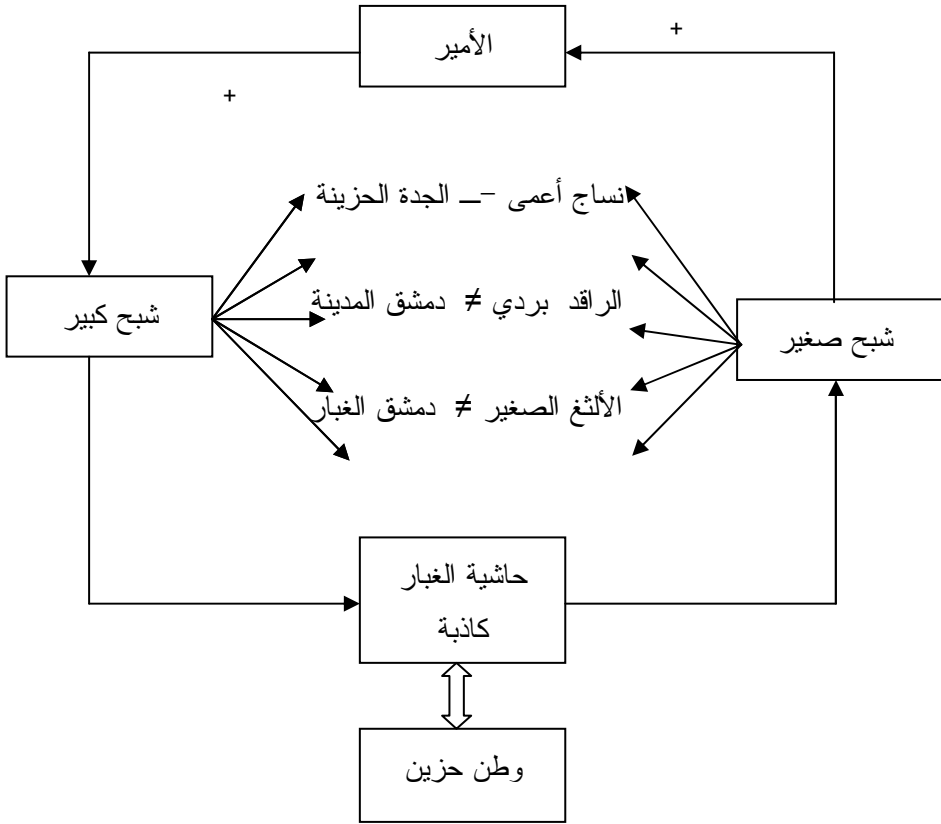 +
الأمير
+
نساج أعمى –ــ الجدة الحزينة
شبح كبير
الراقد بردي ≠ دمشق المدينة
شبح صغير
الألثغ الصغير ≠ دمشق الغبار
حاشية الغبار
كاذبة
وطن حزين